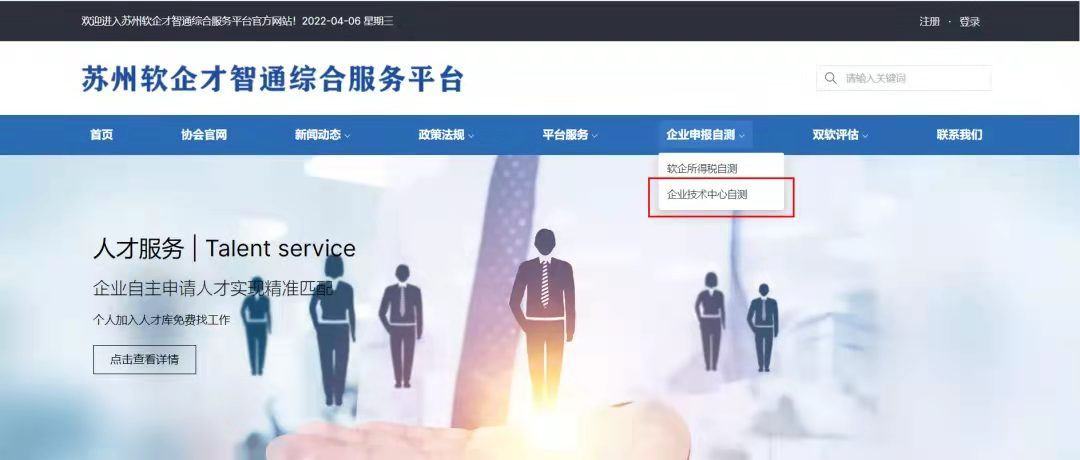 欢迎进入苏州软企才智通综合服务平台官方网站！2022-04-06 星期三
注册 · 登录
苏州软企才智通综合服务平台
请输入关键词
首页 协会官网 新闻动态 政策法规 平台服务 企业申报自测 双软评估 联系我们
软企所得税自测
企业技术中心自测
人才服务 | Talent service
企业自主申请人才实现精准匹配
个人加入人才库免费找工作
点击查看详情